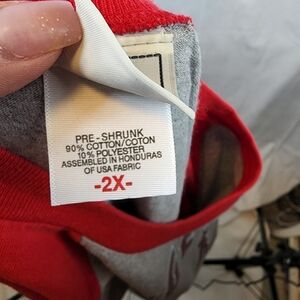 PRE-SHRUNK
90% COTTON/COTON
10% POLYESTER
ASSEMBLED IN HONDURAS
OF USA FABRIC
-2X-